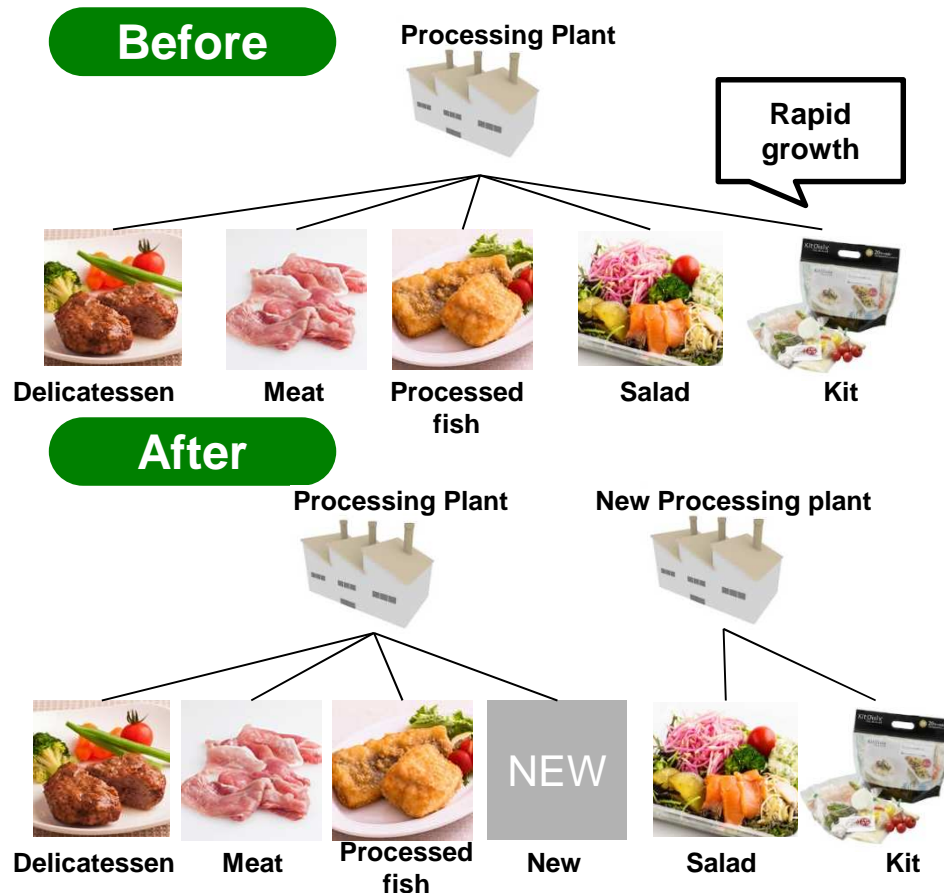 Before
Processing Plant
Rapid
growth
Delicatessen
Meat
Processed
fish
Salad
Kit
After
Processing Plant
New Processing plant
NEW
Delicatessen
Meat
Processed
fish
New
Salad
Kit